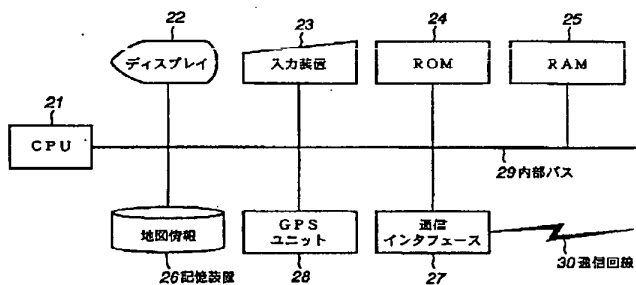 22
23
24
25
ディスプレイ
入力装置
ROM
RAM
21
CPU
29内部バス
地図情報
GPS
ユニット
通信
インタフェース
26記憶装置
28
27
30通信回線